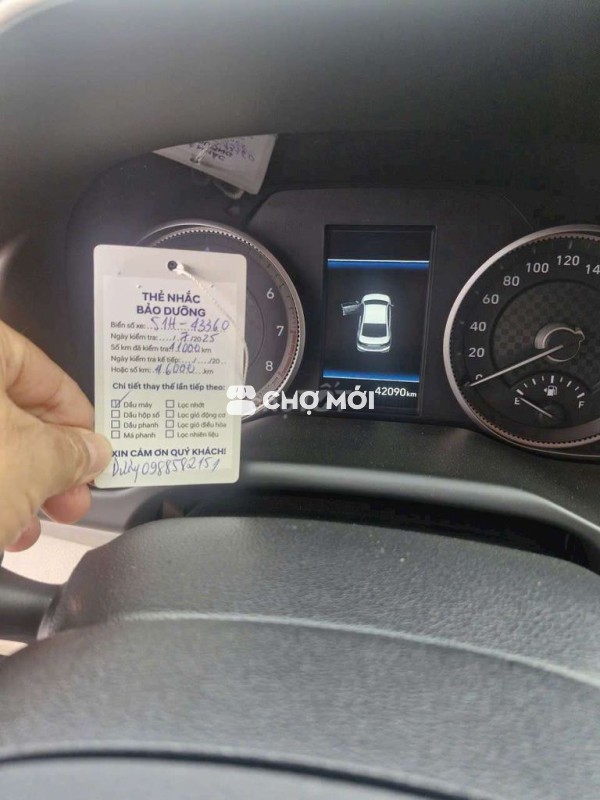 THẺ NHẮC
BẢO DƯỠNG
Biển số xe: 51H-43360
Ngày kiểm tra: /7/2025
Số km đã kiểm tra: 41000 km
Ngày kiểm tra kế tiếp: / /20
Hoặc số km: 46000 km
Chi tiết thay thế lần tiếp theo:
Dầu máy Lọc nhớt
Dầu hộp số Lọc gió động cơ
Dầu phanh Lọc gió điều hòa
Má phanh Lọc nhiên liệu
XIN CẢM ƠN QUÝ KHÁCH!
0988582151
6
7
8
CHỢ MỚI
42090 km
0
20
40
60
80
100
120
E F